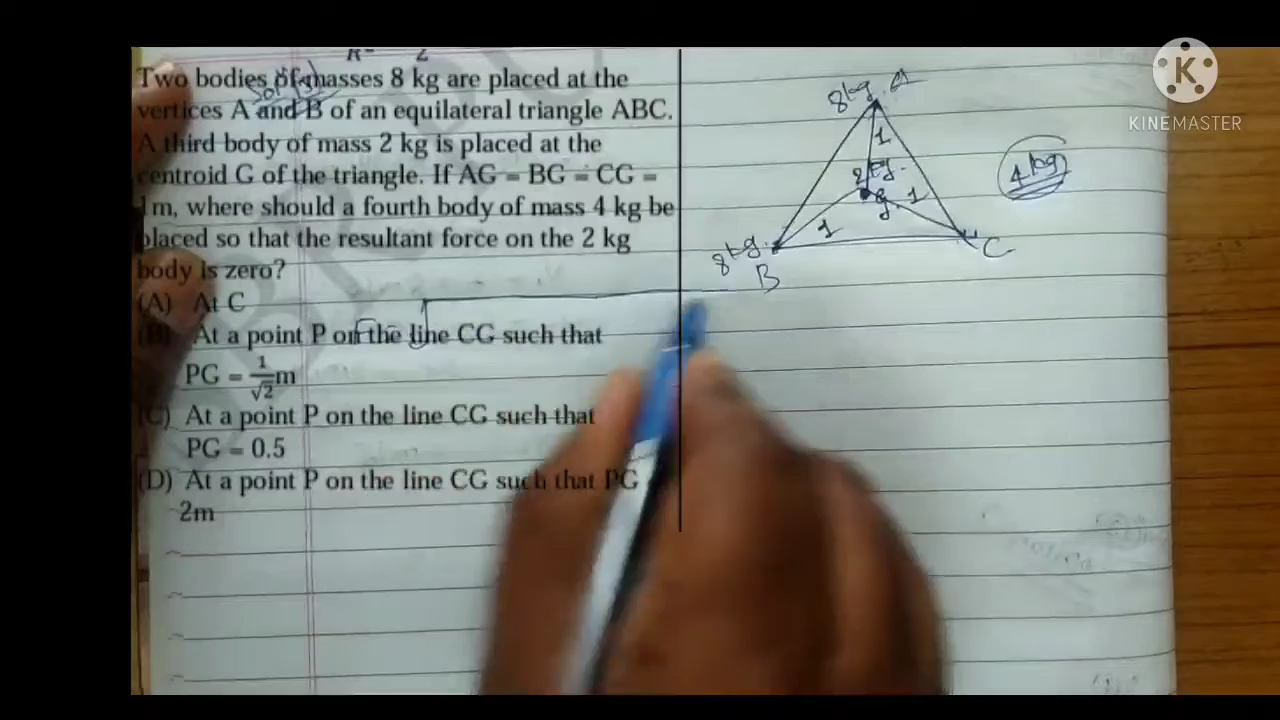 Two bodies of masses 8 kg are placed at the
vertices A and B of an equilateral triangle ABC.
A third body of mass 2 kg is placed at the
centroid G of the triangle. If AG = BG = CG =
1m, where should a fourth body of mass 4 kg be
placed so that the resultant force on the 2 kg
body is zero?
(A) At C
(B) At a point P on the line CG such that
PG = 1/√2 m
(C) At a point P on the line CG such that
PG = 0.5
(D) At a point P on the line CG such that PG
2m
8kg. A
1
2kg.
G. 1
1
8kg.
B
C
4kg
K
KINEMASTER